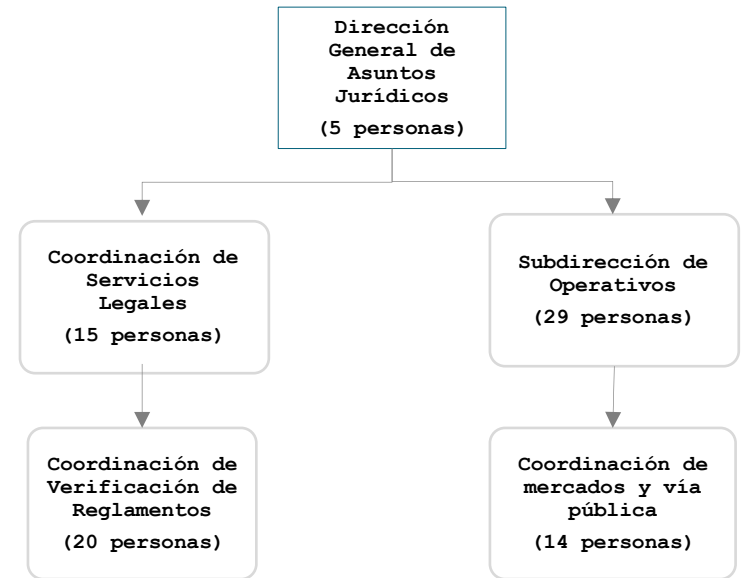 Dirección
General de
Asuntos
Jurídicos
(5 personas)
Coordinación de
Servicios
Legales
(15 personas)
Subdirección de
Operativos
(29 personas)
Coordinación de
Verificación de
Reglamentos
(20 personas)
Coordinación de
mercados y vía
pública
(14 personas)